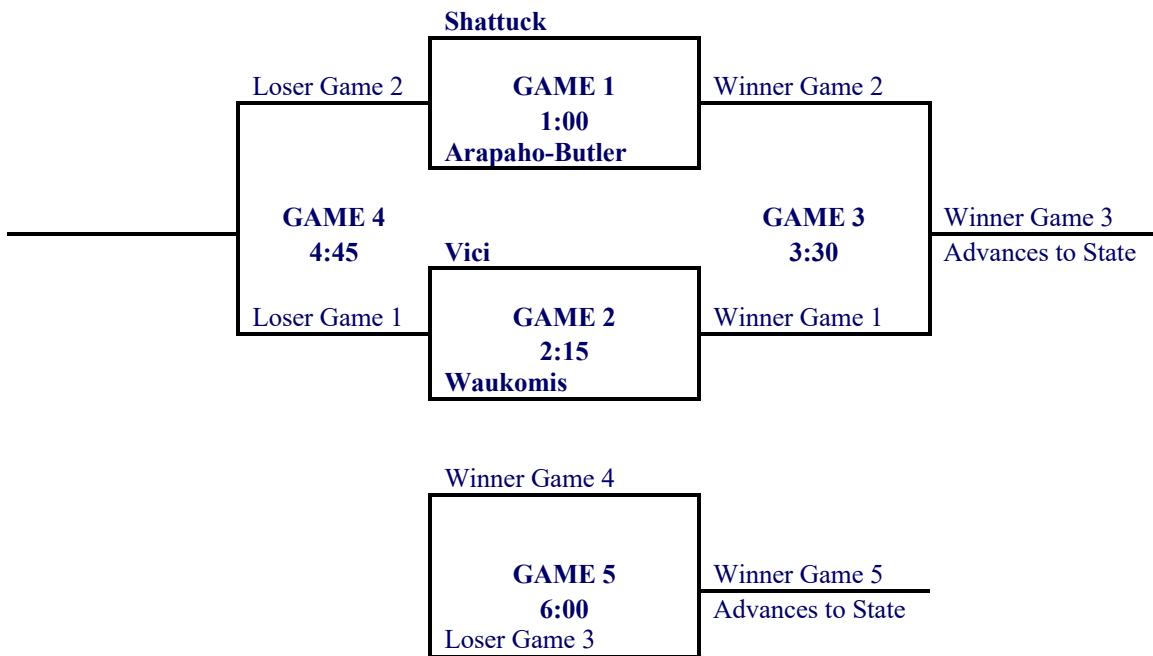 Shattuck
Loser Game 2
GAME 1
Winner Game 2
1:00
Arapaho-Butler
GAME 4
GAME 3
Winner Game 3
4:45
Vici
3:30
Advances to State
Loser Game 1
GAME 2
Winner Game 1
2:15
Waukomis
Winner Game 4
GAME 5
Winner Game 5
6:00
Advances to State
Loser Game 3